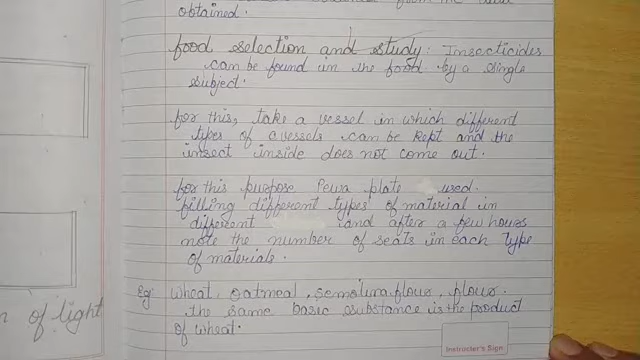 obtained.
food selection and study: Insecticides
can be found in the food by a single
subject.
for this, take a vessel in which different
types of avessels can be kept and the
insect inside does not come out.
for this purpose Pewa plate used.
filling different types of material in
different and after a few hours
note the number of seats in each type
of materials.
Eg: Wheat, oatmeal, semolina flour, flour.
the same basic substance is the product
of wheat.
Instructor's Sign
of light